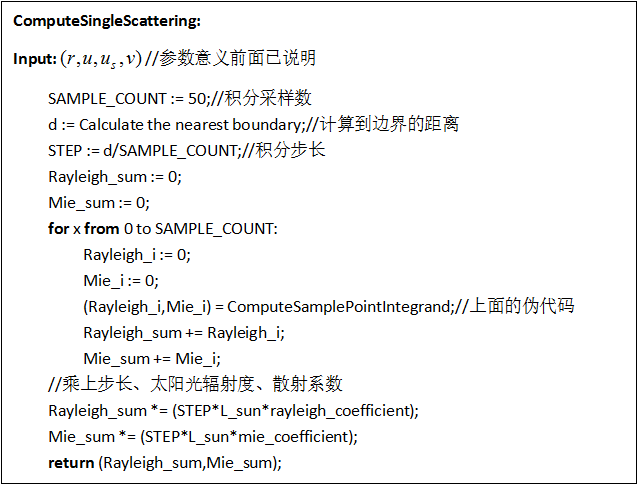 ComputeSingleScattering:
Input: (r,u,u_s,v) //参数意义前面已说明
SAMPLE_COUNT := 50;//积分采样数
d := Calculate the nearest boundary;//计算到边界的距离
STEP := d/SAMPLE_COUNT;//积分步长
Rayleigh_sum := 0;
Mie_sum := 0;
for x from 0 to SAMPLE_COUNT:
Rayleigh_i := 0;
Mie_i := 0;
(Rayleigh_i,Mie_i) = ComputeSamplePointIntegrand;//上面的伪代码
Rayleigh_sum += Rayleigh_i;
Mie_sum += Mie_i;
//乘上步长、太阳光辐射度、散射系数
Rayleigh_sum *= (STEP*L_sun*rayleigh_coefficient);
Mie_sum *= (STEP*L_sun*mie_coefficient);
return (Rayleigh_sum,Mie_sum);